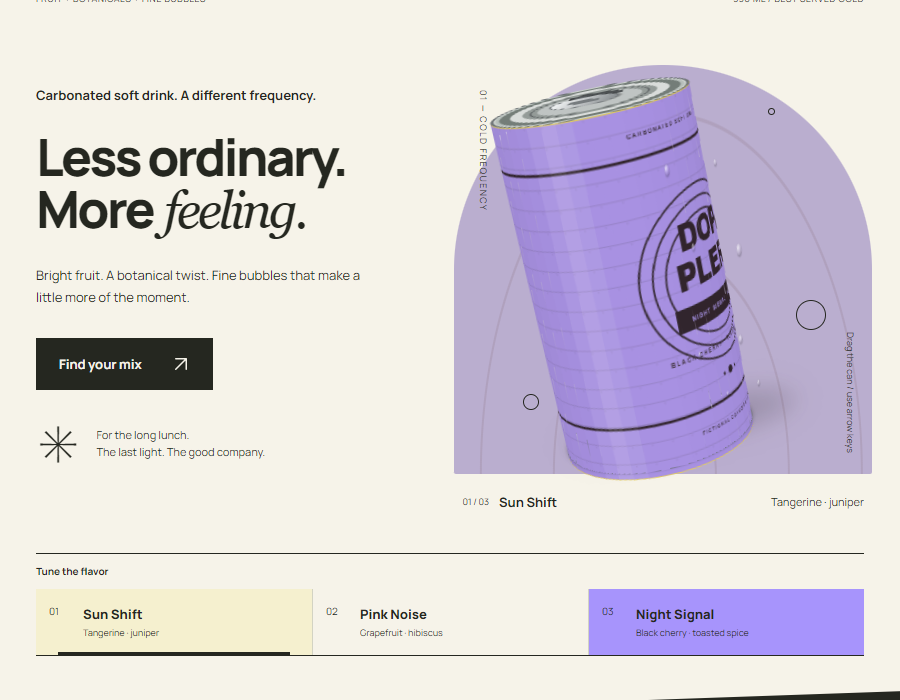 Carbonated soft drink. A different frequency.
Less ordinary.
More feeling.
Bright fruit. A botanical twist. Fine bubbles that make a
little more of the moment.
Find your mix
For the long lunch.
The last light. The good company.
01 — COLD FREQUENCY
Drag the can / use arrow keys
01 / 03 Sun Shift
Tangerine · juniper
Tune the flavor
01 Sun Shift
Tangerine · juniper
02 Pink Noise
Grapefruit · hibiscus
03 Night Signal
Black cherry · toasted spice